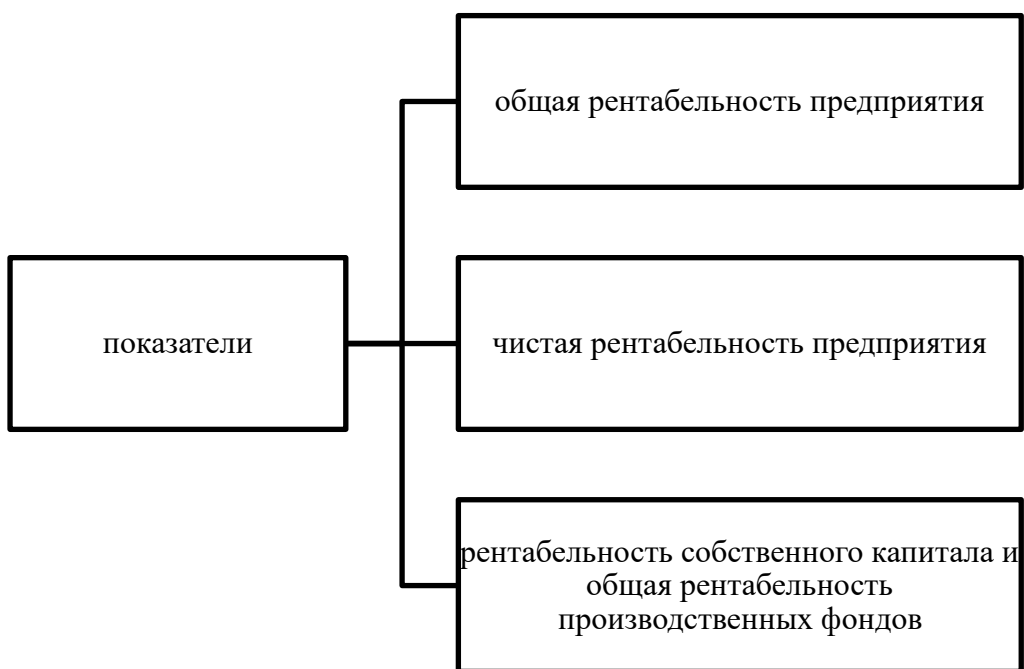 общая рентабельность предприятия
показатели
чистая рентабельность предприятия
рентабельность собственного капитала и
общая рентабельность
производственных фондов